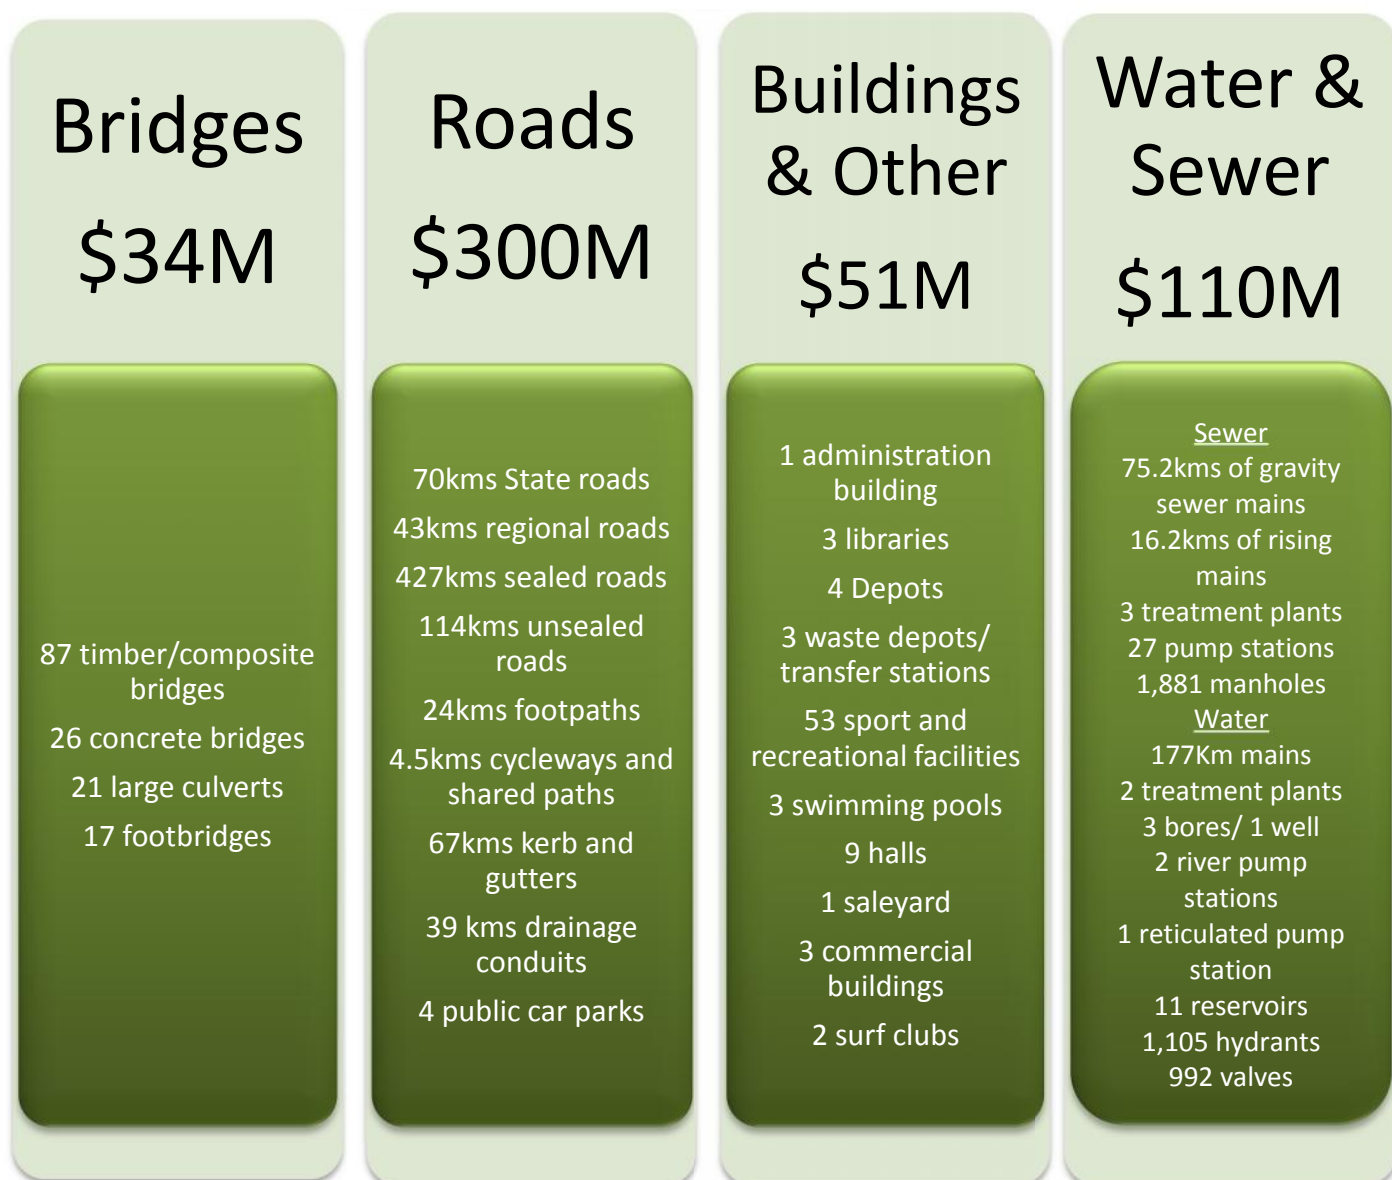 Bridges
$34M
87 timber/composite
bridges
26 concrete bridges
21 large culverts
17 footbridges
Roads
$300M
70kms State roads
43kms regional roads
427kms sealed roads
114kms unsealed
roads
24kms footpaths
4.5kms cycleways and
shared paths
67kms kerb and
gutters
39 kms drainage
conduits
4 public car parks
Buildings
& Other
$51M
1 administration
building
3 libraries
4 Depots
3 waste depots/
transfer stations
53 sport and
recreational facilities
3 swimming pools
9 halls
1 saleyard
3 commercial
buildings
2 surf clubs
Water &
Sewer
$110M
Sewer
75.2kms of gravity
sewer mains
16.2kms of rising
mains
3 treatment plants
27 pump stations
1,881 manholes
Water
177Km mains
2 treatment plants
3 bores/ 1 well
2 river pump
stations
1 reticulated pump
station
11 reservoirs
1,105 hydrants
992 valves